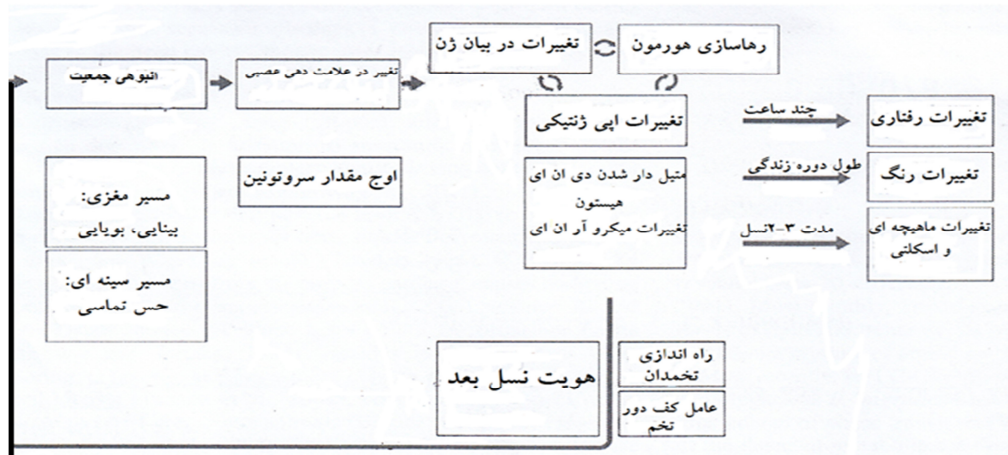 انبوهی جمعیت
تغییر در علامت دهی عصبی
تغییرات در بیان ژن
رهاسازی هورمون
تغییرات اپی ژنتیکی
چند ساعت
تغییرات رفتاری
مسیر مغزی:
بینایی، بویایی
اوج مقدار سروتونین
متیل دار شدن دی ان ای
هیستون
تغییرات میکرو آر ان ای
طول دوره زندگی
تغییرات رنگ
مدت ۳-۲نسل
تغییرات ماهیچه ای
و اسکلتی
مسیر سینه ای:
حس تماسی
هویت نسل بعد
راه اندازی
تخمدان
عامل کف دور
تخم